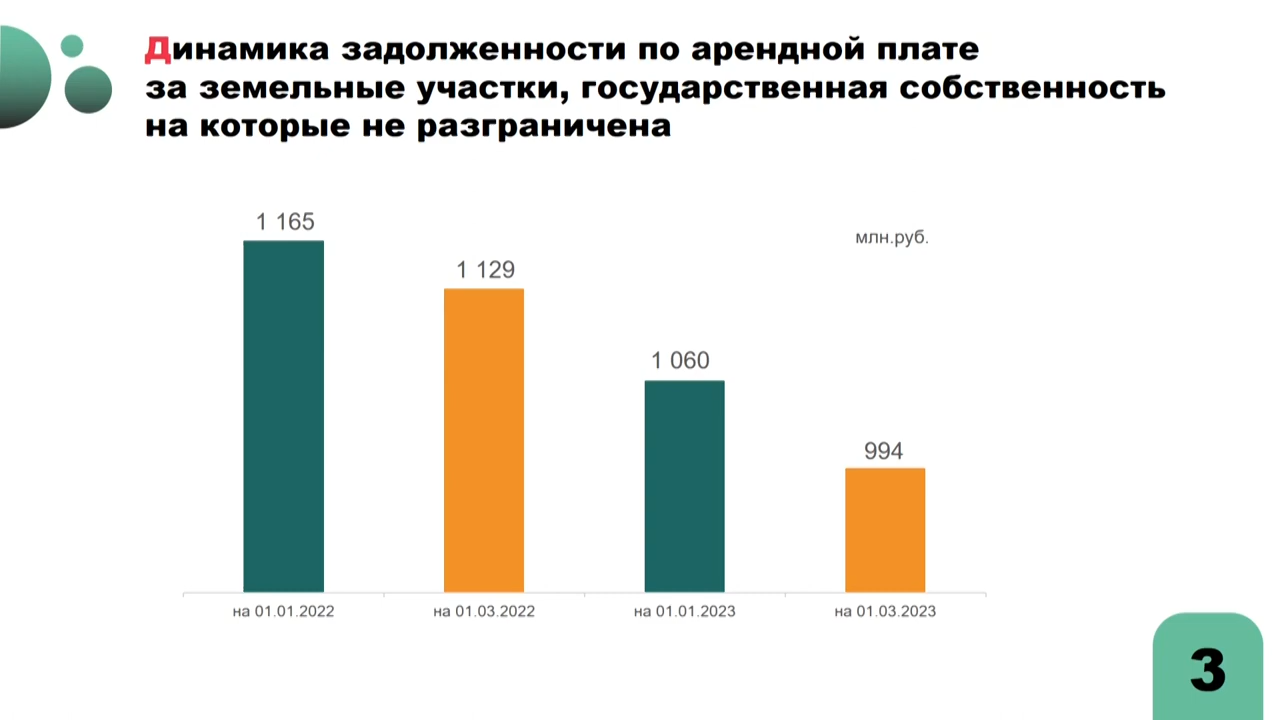 Динамика задолженности по арендной плате
за земельные участки, государственная собственность
на которые не разграничена
1 165
млн.руб.
1 129
1 060
994
на 01.01.2022
на 01.03.2022
на 01.01.2023
на 01.03.2023
3